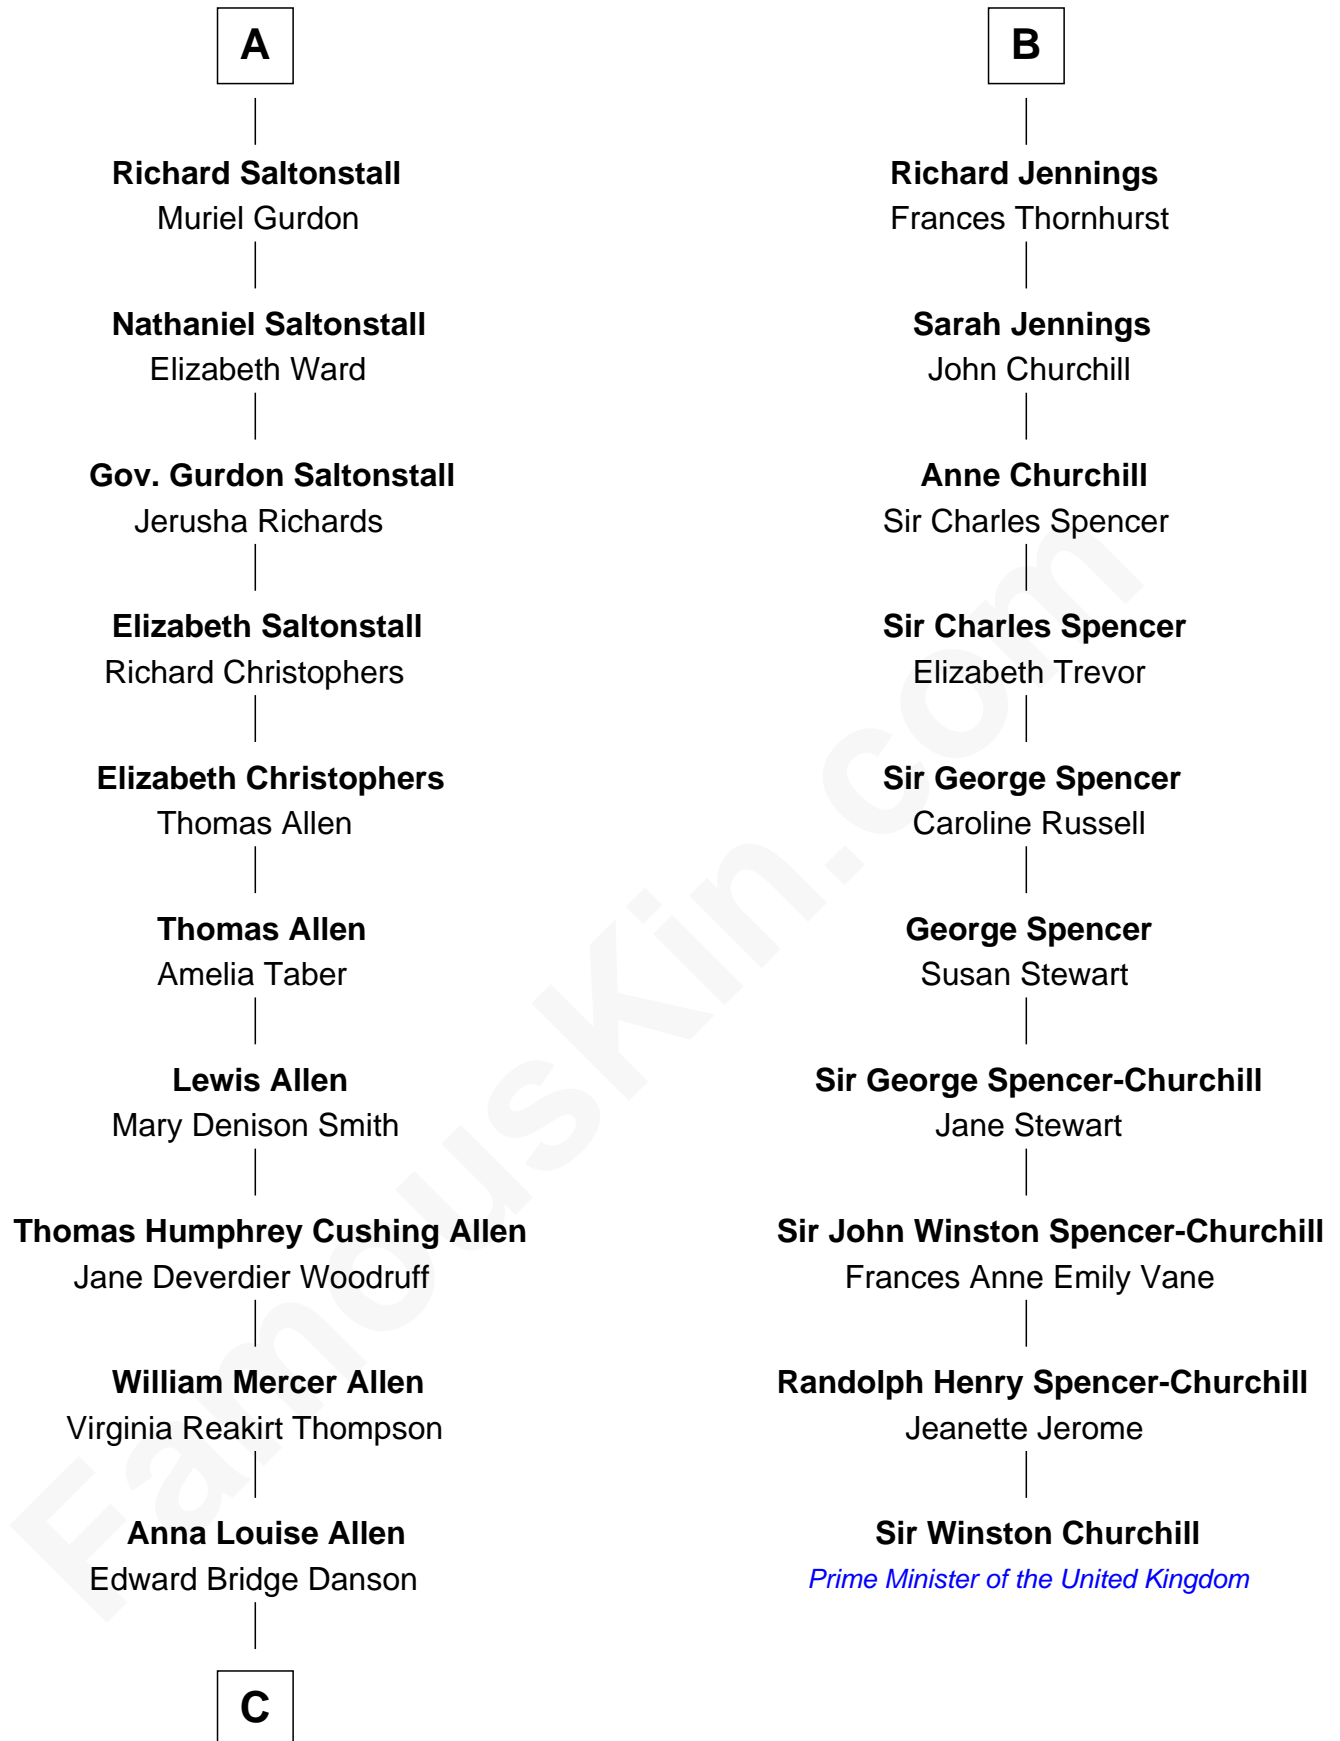 A
Richard Saltonstall
Muriel Gurdon
Nathaniel Saltonstall
Elizabeth Ward
Gov. Gurdon Saltonstall
Jerusha Richards
Elizabeth Saltonstall
Richard Christophers
Elizabeth Christophers
Thomas Allen
Thomas Allen
Amelia Taber
Lewis Allen
Mary Denison Smith
Thomas Humphrey Cushing Allen
Jane Deverdier Woodruff
William Mercer Allen
Virginia Reakirt Thompson
Anna Louise Allen
Edward Bridge Danson
C
B
Richard Jennings
Frances Thornhurst
Sarah Jennings
John Churchill
Anne Churchill
Sir Charles Spencer
Sir Charles Spencer
Elizabeth Trevor
Sir George Spencer
Caroline Russell
George Spencer
Susan Stewart
Sir George Spencer-Churchill
Jane Stewart
Sir John Winston Spencer-Churchill
Frances Anne Emily Vane
Randolph Henry Spencer-Churchill
Jeanette Jerome
Sir Winston Churchill
Prime Minister of the United Kingdom
FamousKin.com